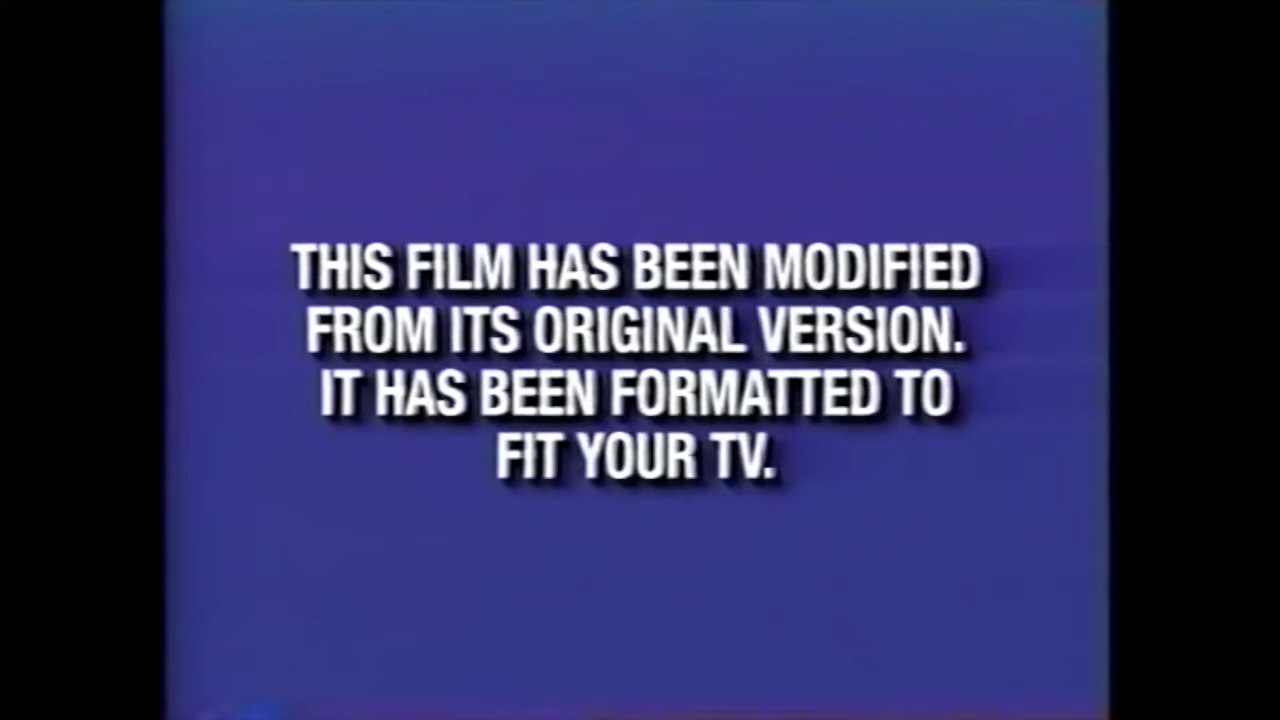 THIS FILM HAS BEEN MODIFIED
FROM ITS ORIGINAL VERSION.
IT HAS BEEN FORMATTED TO
FIT YOUR TV.